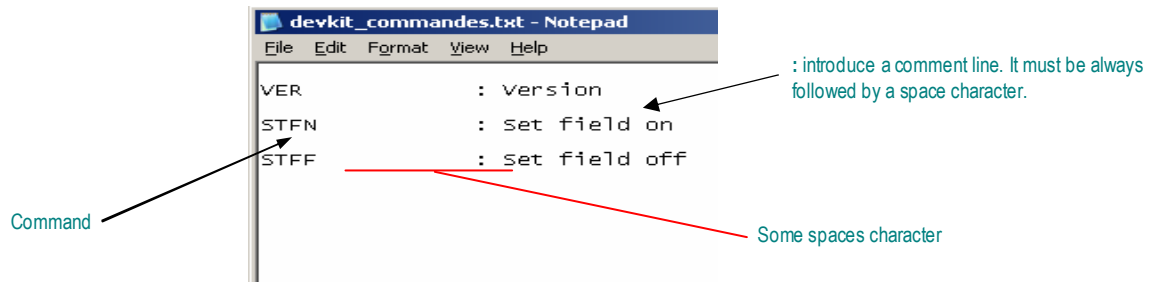 devkit_commandes.txt - Notepad
File Edit Format View Help
VER : Version
STFN : Set field on
STFF : Set field off
: introduce a comment line. It must be always
followed by a space character.
Command
Some spaces character